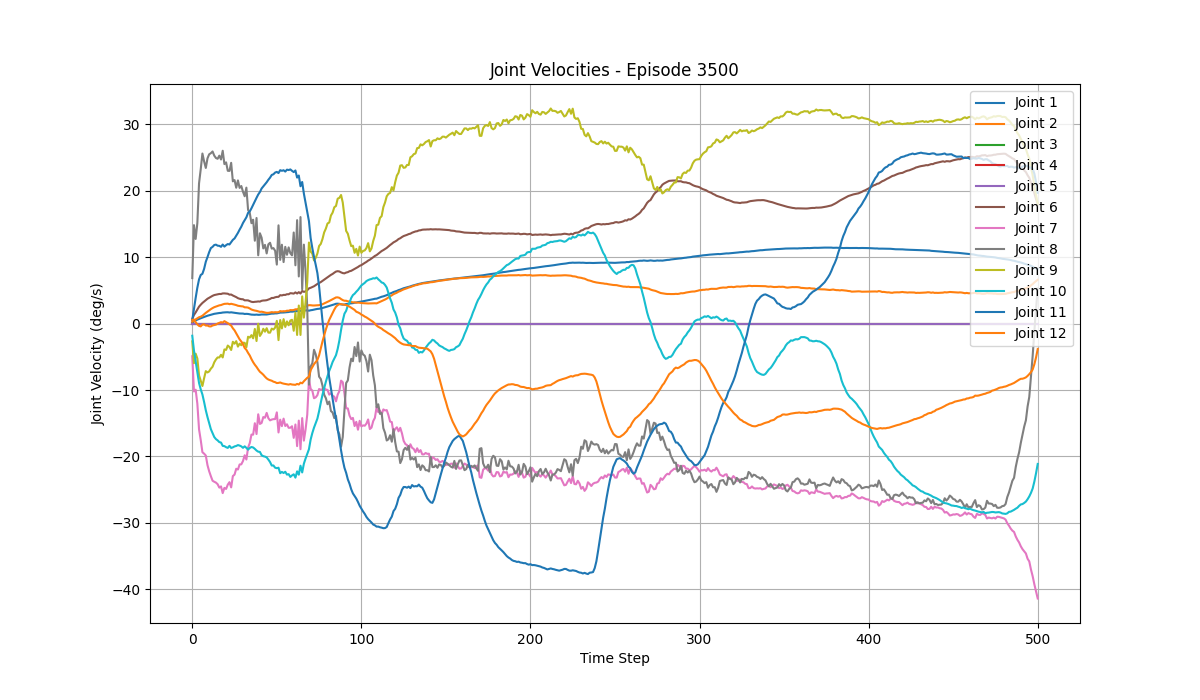 Joint Velocities - Episode 3500
Joint Velocity (deg/s)
30
20
10
0
−10
−20
−30
−40
0
100
200
300
400
500
Time Step
Joint 1
Joint 2
Joint 3
Joint 4
Joint 5
Joint 6
Joint 7
Joint 8
Joint 9
Joint 10
Joint 11
Joint 12